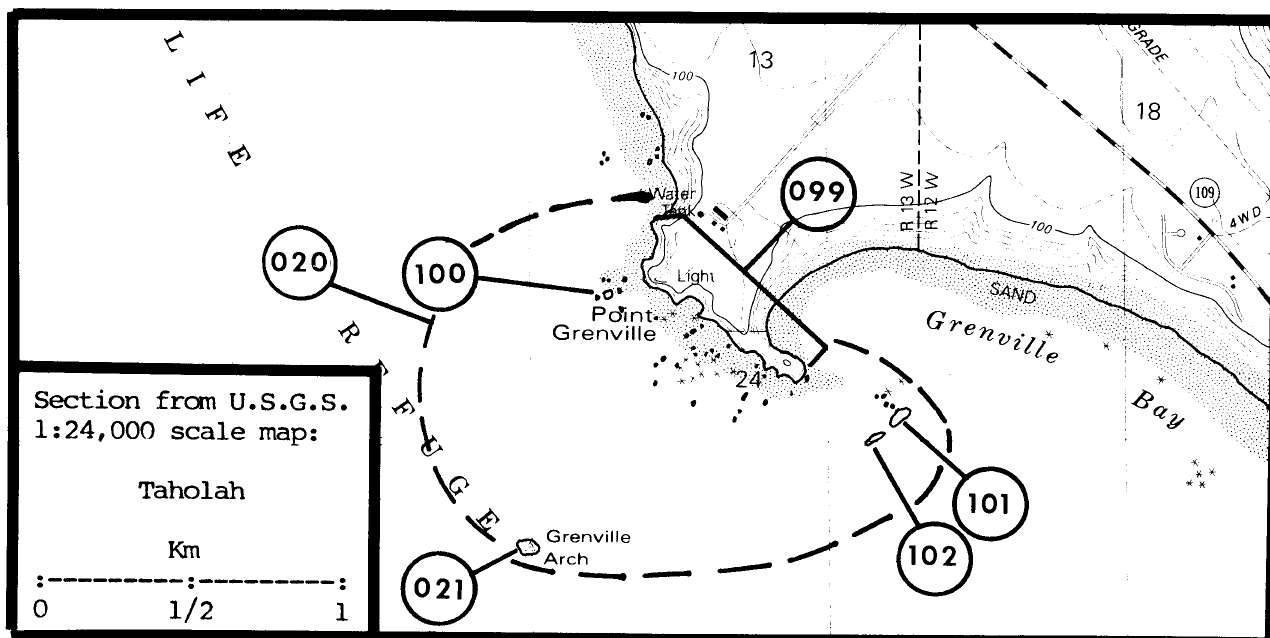 LIFE
REFUGE
13
GRADE
18
100
Water
Tank
099
R 13 W
R 12 W
109
4WD
100
020
100
Light
Point
Grenville
SAND
Grenville
Bay
24
101
102
Grenville
Arch
021
Section from U.S.G.S.
1:24,000 scale map:
Taholah
Km
0 1/2 1